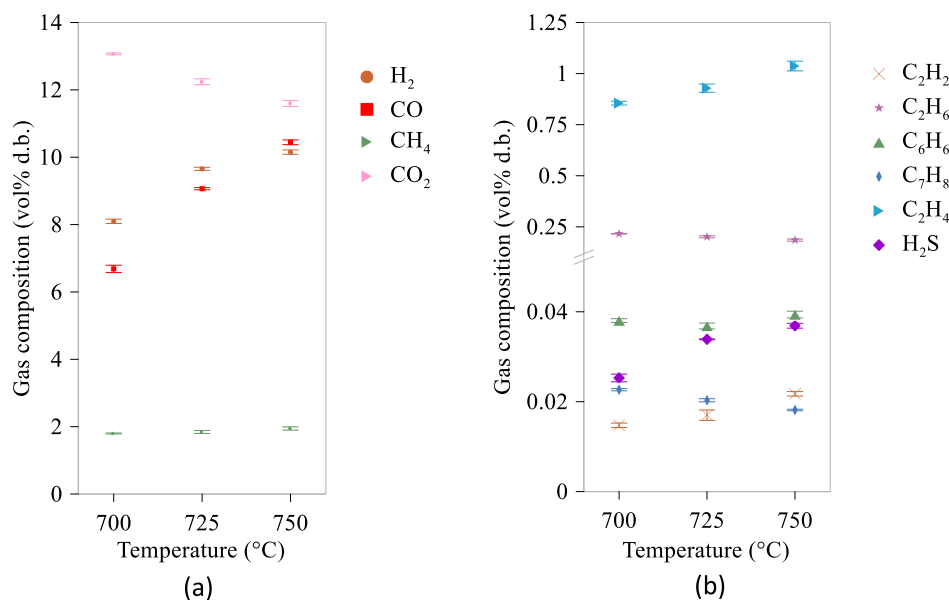 Gas composition (vol% d.b.)
14
12
10
8
6
4
2
0
700 725 750
Temperature (°C)
(a)
H₂
CO
CH₄
CO₂
Gas composition (vol% d.b.)
1.25
1
0.75
0.5
0.25
0.04
0.02
0
700 725 750
Temperature (°C)
(b)
C₂H₂
C₂H₆
C₆H₆
C₇H₈
C₂H₄
H₂S